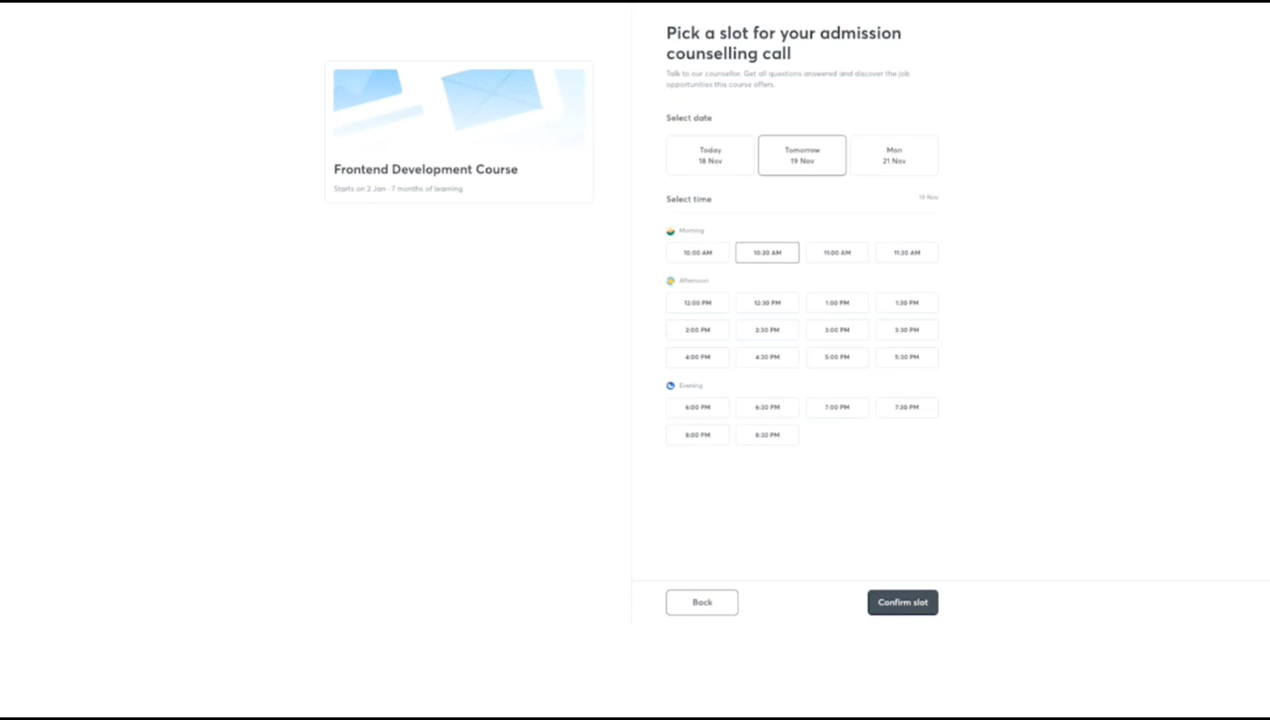 Frontend Development Course
Starts on 2 Jan · 7 months of learning
Pick a slot for your admission
counselling call
Talk to our counsellor. Get all questions answered and discover the job
opportunities this course offers.
Select date
Today
18 Nov
Tomorrow
19 Nov
Mon
21 Nov
Select time
19 Nov
Morning
10:00 AM
10:30 AM
11:00 AM
11:30 AM
Afternoon
12:00 PM
12:30 PM
1:00 PM
1:30 PM
2:00 PM
2:30 PM
3:00 PM
3:30 PM
4:00 PM
4:30 PM
5:00 PM
5:30 PM
Evening
6:00 PM
6:30 PM
7:00 PM
7:30 PM
8:00 PM
8:30 PM
Back
Confirm slot